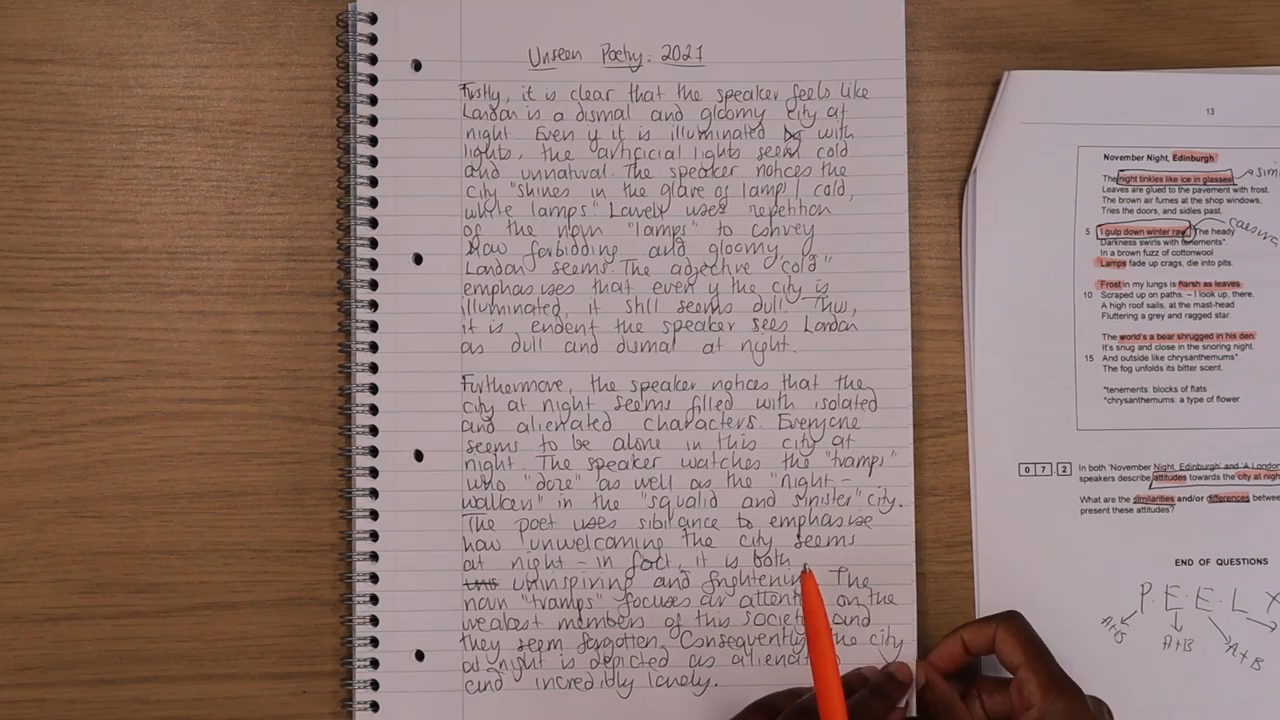 Unseen Poetry: 2021
Firstly, it is clear that the speaker feels like
London is a dismal and gloomy city at
night. Even if it is illuminated by with
lights, the artificial lights seem cold
and unnatural. The speaker notices the
city "shines in the glare of lamp / cold,
white lamps". Lavely uses repetition
of the noun "lamps" to convey
how forbidding and gloomy
London seems. The adjective "cold"
emphasises that even if the city is
illuminated, it still seems dull. Thus,
it is evident the speaker sees London
as dull and dismal at night.
Furthermore, the speaker notices that the
city at night seems filled with isolated
and alienated characters. Everyone
seems to be alone in this city at
night. The speaker watches the "tramps"
who "doze" as well as the "night-
walkers" in the "squalid and sinister" city.
The poet uses sibilance to emphasise
how unwelcoming the city seems
at night - in fact, it is both
this uninspiring and frightening. The
noun "tramps" focuses our attention on the
weakest members of this society and
they seem forgotten. Consequently, the city
at night is depicted as alienat
and incredibly lonely.
13
November Night, Edinburgh
The night tinkles like ice in glasses.
Leaves are glued to the pavement with frost.
The brown air fumes at the shop windows,
Tries the doors, and sidles past.
5 I gulp down winter raw. The heady
Darkness swirls with tenements*.
In a brown fuzz of cottonwool
Lamps fade up crags, die into pits.
Frost in my lungs is harsh as leaves
10 Scraped up on paths. – I look up, there,
A high roof sails, at the mast-head
Fluttering a grey and ragged star.
The world's a bear shrugged in his den.
It's snug and close in the snoring night.
15 And outside like chrysanthemums*
The fog unfolds its bitter scent.
*tenements: blocks of flats
*chrysanthemums: a type of flower
simi
caesura
0 7 . 2 In both 'November Night, Edinburgh' and 'A London
speakers describe attitudes towards the city at nigh
What are the similarities and/or differences betwe
present these attitudes?
END OF QUESTIONS
P E E L X
A+B
A+B
A+B